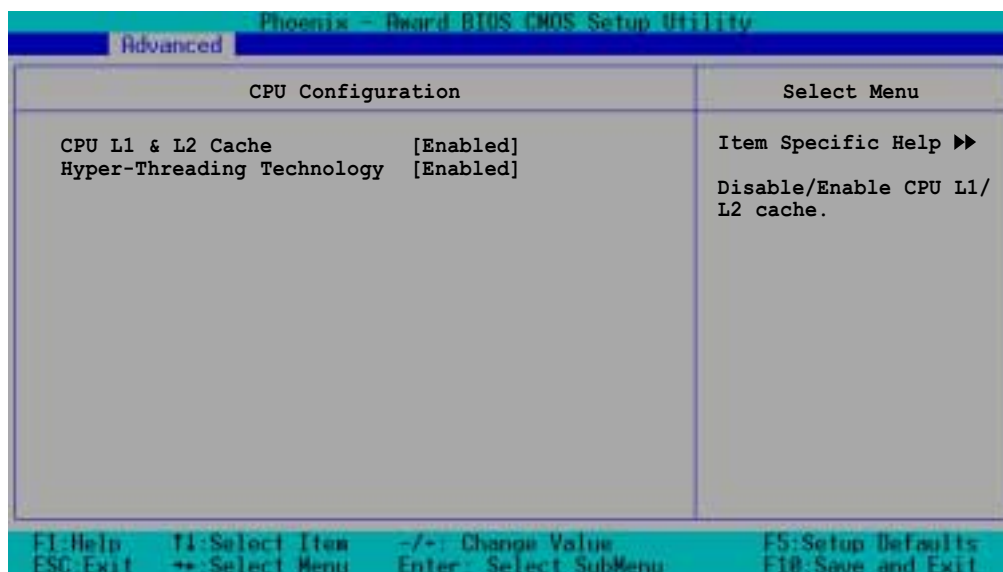 Phoenix - Award BIOS CMOS Setup Utility
Advanced
CPU Configuration
Select Menu
CPU L1 & L2 Cache [Enabled]
Hyper-Threading Technology [Enabled]
Item Specific Help ▶▶
Disable/Enable CPU L1/
L2 cache.
F1:Help ↑↓:Select Item -/+: Change Value F5:Setup Defaults
ESC:Exit ↔:Select Menu Enter: Select SubMenu F10:Save and Exit